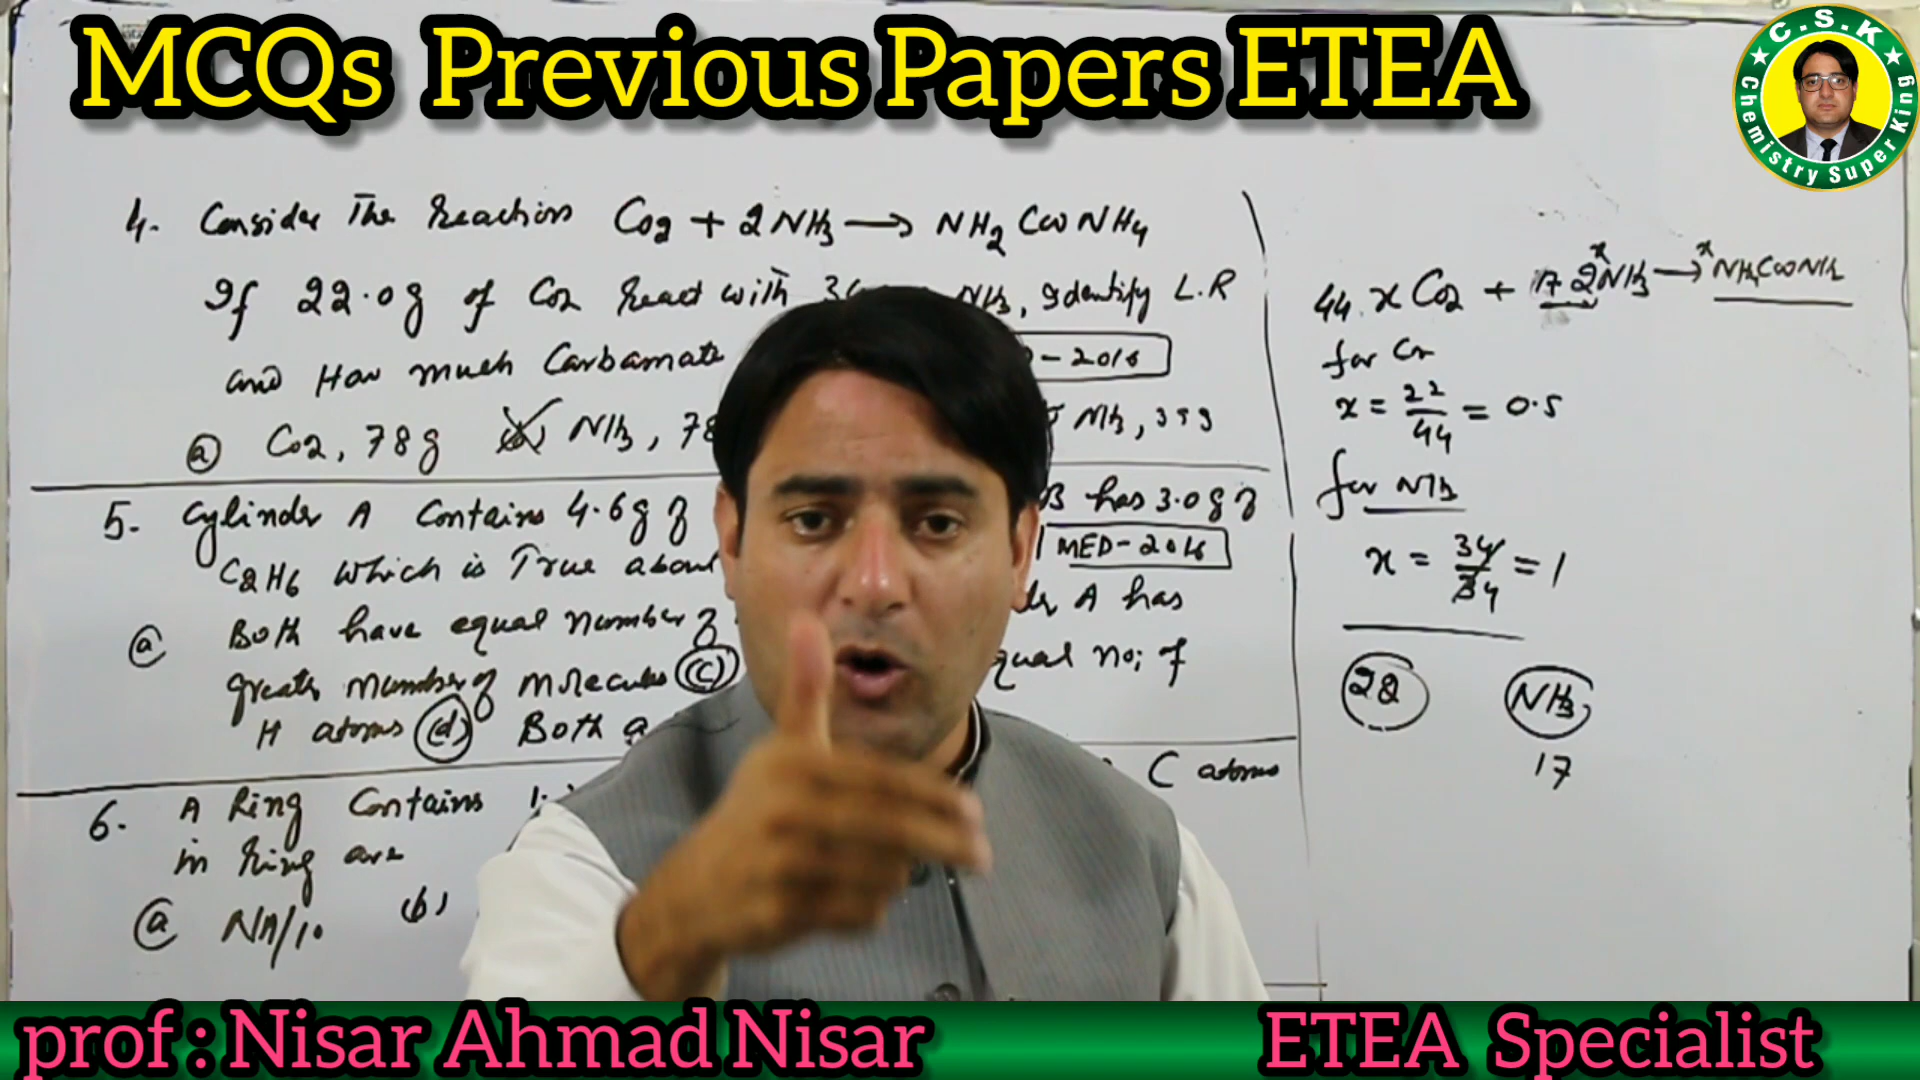 MCQs Previous Papers ETEA
C.S.K
Chemistry Super King
4. Consider The Reaction CO2 + 2NH3 → NH2COONH4
If 22.0g of CO2 React with NH3, Identify L.R
and How much Carbamate - 2016
a CO2, 78g NH3, 78 NH3, 39g
5- Cylinder A Contains 4.6g of B has 3.0g of
C2H6 which is True about MED-2016
a Both have equal number of A has
greater number of molecules (c) equal no; of
H atoms (d) Both a
6. A Ring Contains C atoms
in Ring are
a NA/10 (b)
44. x CO2 + 17 2NH3 → NH2COONH4
x x
for CO2
x = 22/44 = 0.5
for NH3
x = 34/34 = 1
22 NH3
17
prof : Nisar Ahmad Nisar
ETEA Specialist